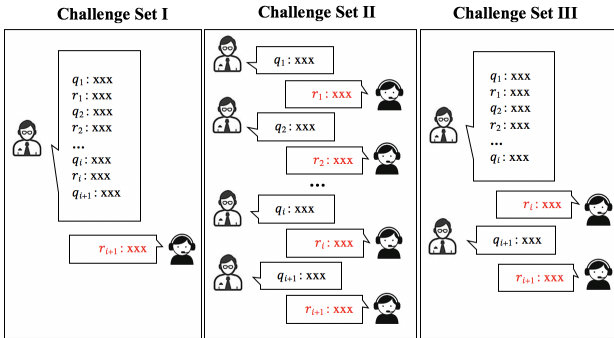 Challenge Set I
q₁: xxx
r₁: xxx
q₂: xxx
r₂: xxx
...
qᵢ: xxx
rᵢ: xxx
qᵢ₊₁: xxx
rᵢ₊₁: xxx
Challenge Set II
q₁: xxx
r₁: xxx
q₂: xxx
r₂: xxx
...
qᵢ: xxx
rᵢ: xxx
qᵢ₊₁: xxx
rᵢ₊₁: xxx
Challenge Set III
q₁: xxx
r₁: xxx
q₂: xxx
r₂: xxx
...
qᵢ: xxx
rᵢ: xxx
qᵢ₊₁: xxx
rᵢ₊₁: xxx